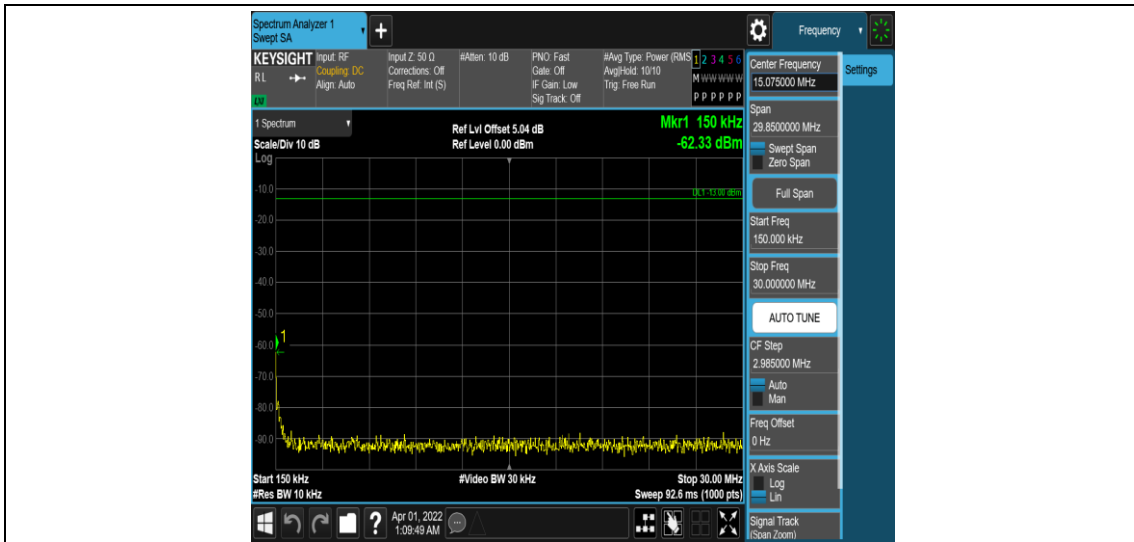 Spectrum Analyzer 1
Swept SA
+
Frequency
KEYSIGHT
RL
LXI
Input: RF
Coupling: DC
Align: Auto
Input Z: 50 Ω
Corrections: Off
Freq Ref: Int (S)
#Atten: 10 dB
PNO: Fast
Gate: Off
IF Gain: Low
Sig Track: Off
#Avg Type: Power (RMS
Avg|Hold: 10/10
Trig: Free Run
1 2 3 4 5 6
M W W W W W
P P P P P P
1 Spectrum
Scale/Div 10 dB
Log
Ref Lvl Offset 5.04 dB
Ref Level 0.00 dBm
Mkr1 150 kHz
-62.33 dBm
DL1 -13.00 dBm
-10.0
-20.0
-30.0
-40.0
-50.0
1
-60.0
-70.0
-80.0
-90.0
Start 150 kHz
#Video BW 30 kHz
Stop 30.00 MHz
#Res BW 10 kHz
Sweep 92.6 ms (1000 pts)
?
Apr 01, 2022
1:09:49 AM
Center Frequency
15.075000 MHz
Settings
Span
29.8500000 MHz
Swept Span
Zero Span
Full Span
Start Freq
150.000 kHz
Stop Freq
30.000000 MHz
AUTO TUNE
CF Step
2.985000 MHz
Auto
Man
Freq Offset
0 Hz
X Axis Scale
Log
Lin
Signal Track
(Span Zoom)